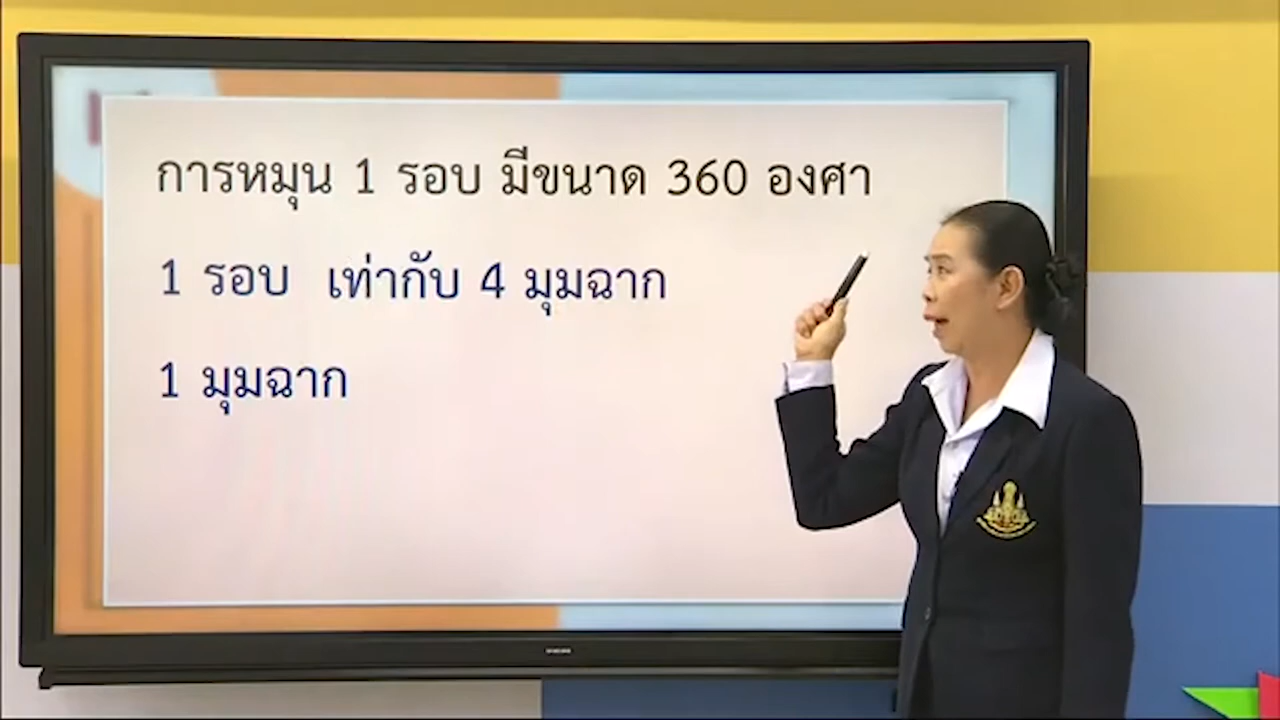 การหมุน 1 รอบ มีขนาด 360 องศา
1 รอบ เท่ากับ 4 มุมฉาก
1 มุมฉาก